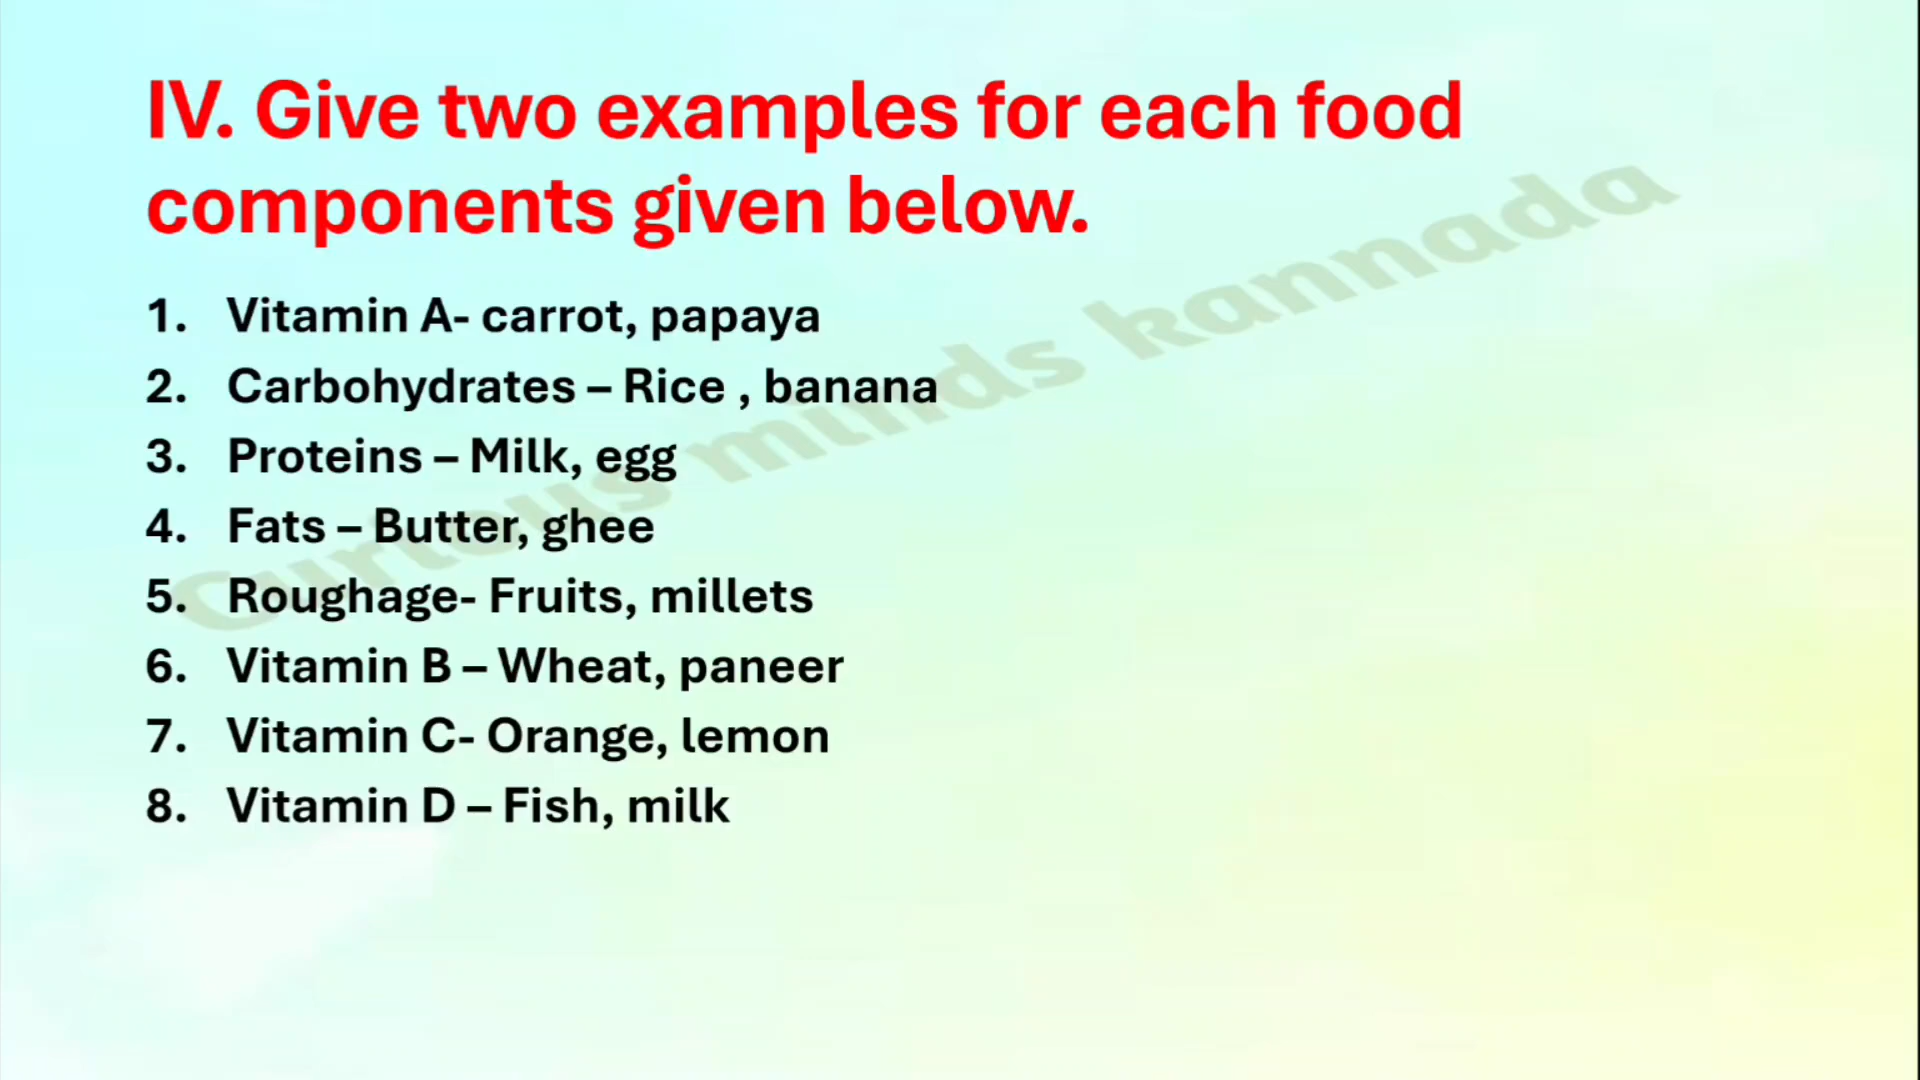 IV. Give two examples for each food
components given below.
1. Vitamin A- carrot, papaya
2. Carbohydrates – Rice , banana
3. Proteins – Milk, egg
4. Fats – Butter, ghee
5. Roughage- Fruits, millets
6. Vitamin B – Wheat, paneer
7. Vitamin C- Orange, lemon
8. Vitamin D – Fish, milk
Curious minds kannada